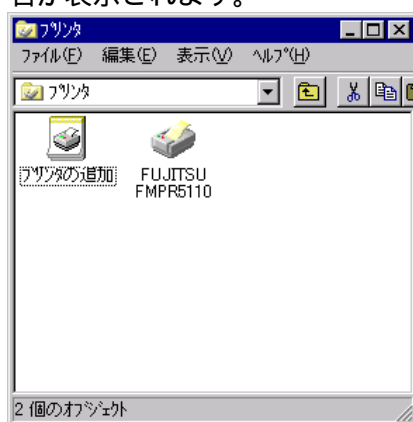 名が表示されます。
プリンタ
ファイル(F) 編集(E) 表示(V) ヘルプ(H)
プリンタ
プリンタの追加
FUJITSU
FMPR5110
2 個のオブジェクト